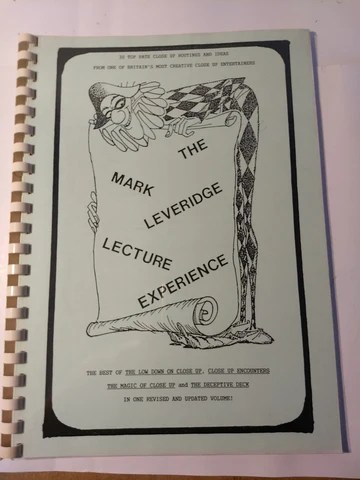 30 TOP RATE CLOSE UP ROUTINES AND IDEAS
FROM ONE OF BRITAIN'S MOST CREATIVE CLOSE UP ENTERTAINERS
THE
MARK
LEVERIDGE
LECTURE
EXPERIENCE
THE BEST OF THE LOW DOWN ON CLOSE UP, CLOSE UP ENCOUNTERS
THE MAGIC OF CLOSE UP and THE DECEPTIVE DECK
IN ONE REVISED AND UPDATED VOLUME!